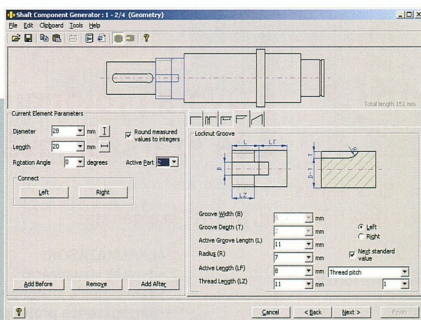 Shaft Component Generator : 1 - 2/4 (Geometry)
File Edit Clipboard Tools Help
Total length 151 mm
Current Element Parameters
Diameter 28 mm
Round measured values to integers
Length 20 mm
Rotation Angle 0 degrees Active Part 2
Connect
Left Right
Add Before Remove Add After
Locknut Groove
L LF
D
LZ
T
D-T
Groove Width (B) mm
Groove Depth (T) mm
Active Groove Length (L) 11 mm
Radius (R) 7 mm
Active Length (LF) 8 mm
Thread Length (LZ) 11 mm
Left
Right
Next standard value
Thread pitch
1
Cancel < Back Next > Finish